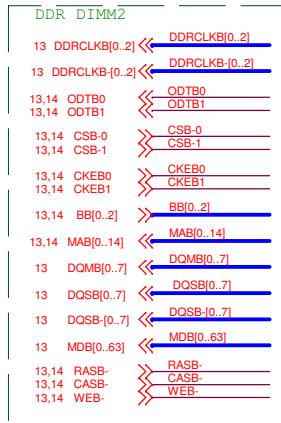 DDR DIMM2
13 DDRCLKB[0..2] DDRCLKB[0..2]
13 DDRCLKB-[0..2] DDRCLKB-[0..2]
13,14 ODTB0 ODTB0
13,14 ODTB1 ODTB1
13,14 CSB-0 CSB-0
13,14 CSB-1 CSB-1
13,14 CKEB0 CKEB0
13,14 CKEB1 CKEB1
13,14 BB[0..2] BB[0..2]
13,14 MAB[0..14] MAB[0..14]
13 DQMB[0..7] DQMB[0..7]
13 DQSB[0..7] DQSB[0..7]
13 DQSB-[0..7] DQSB-[0..7]
13 MDB[0..63] MDB[0..63]
13,14 RASB- RASB-
13,14 CASB- CASB-
13,14 WEB- WEB-